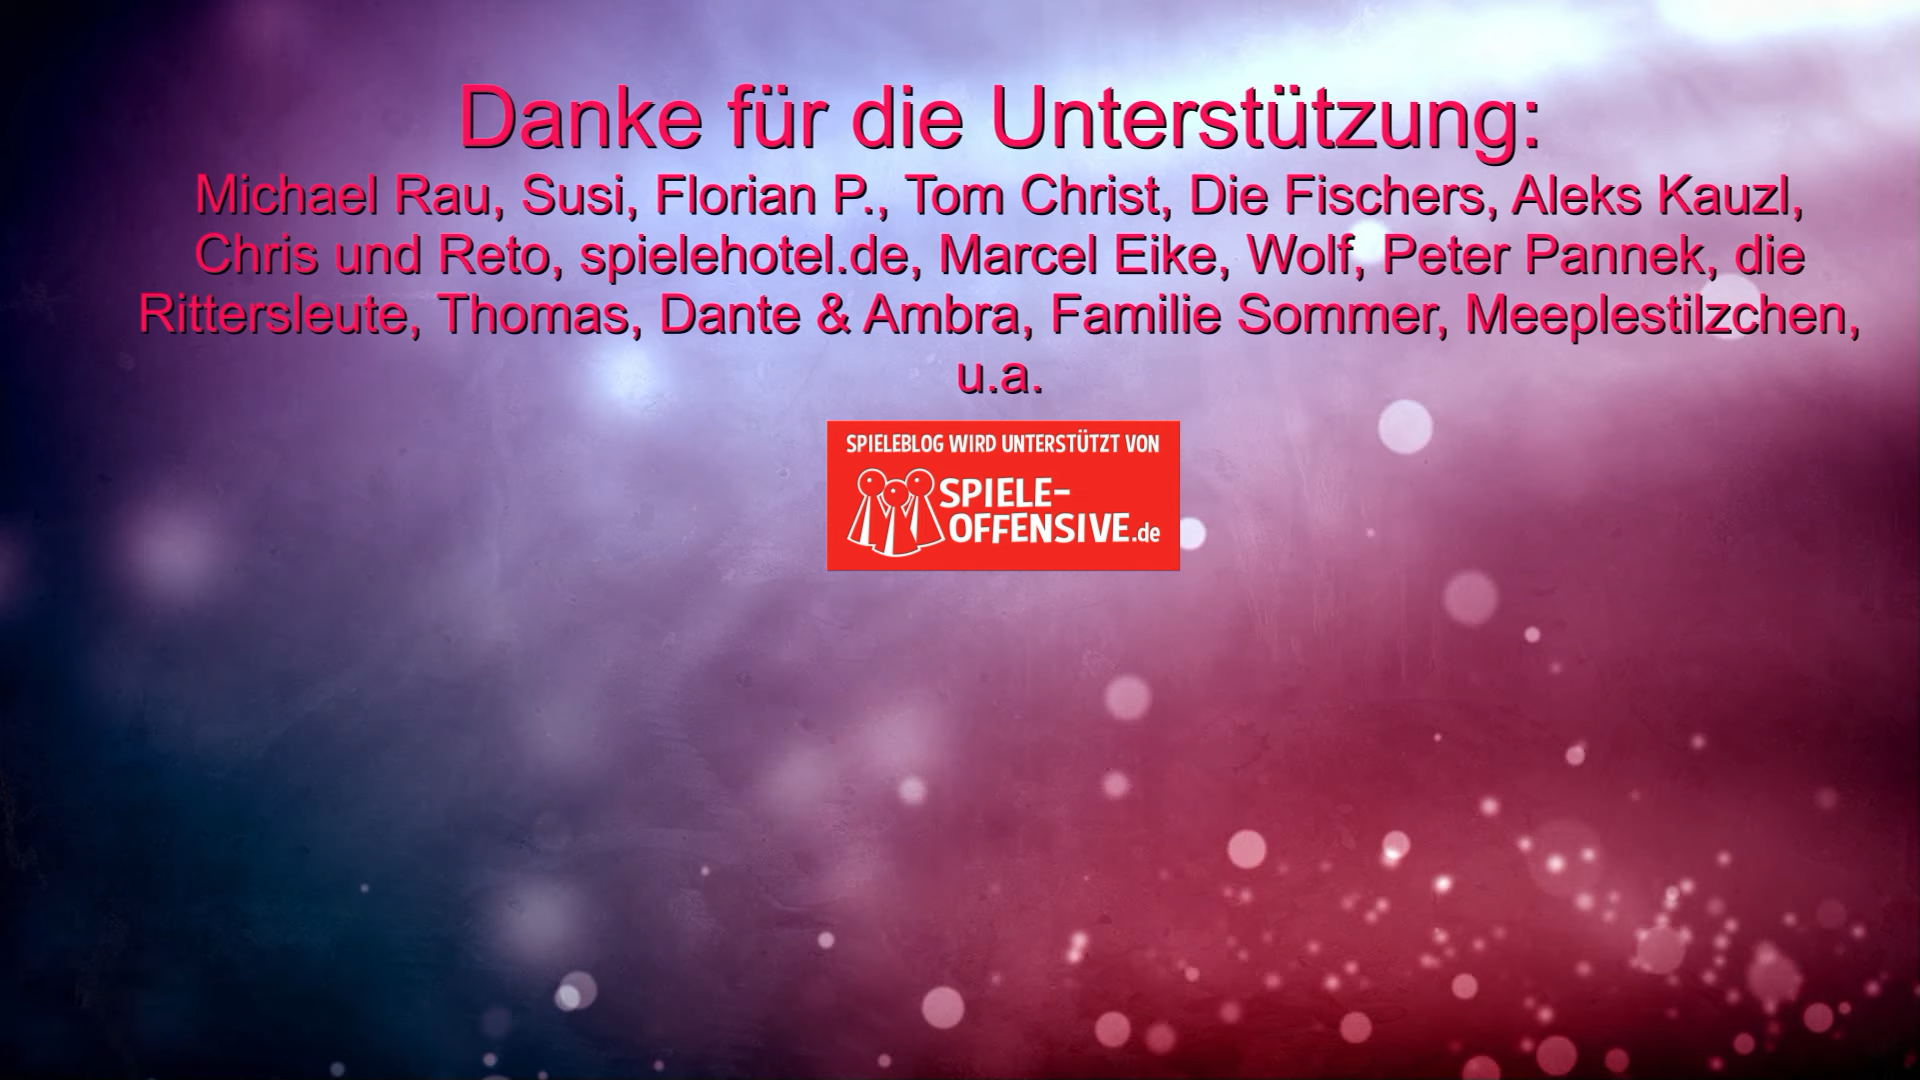 Danke für die Unterstützung:
Michael Rau, Susi, Florian P., Tom Christ, Die Fischers, Aleks Kauzl,
Chris und Reto, spielehotel.de, Marcel Eike, Wolf, Peter Pannek, die
Rittersleute, Thomas, Dante & Ambra, Familie Sommer, Meeplestilzchen,
u.a.
SPIELEBLOG WIRD UNTERSTÜTZT VON
SPIELE-
OFFENSIVE.de